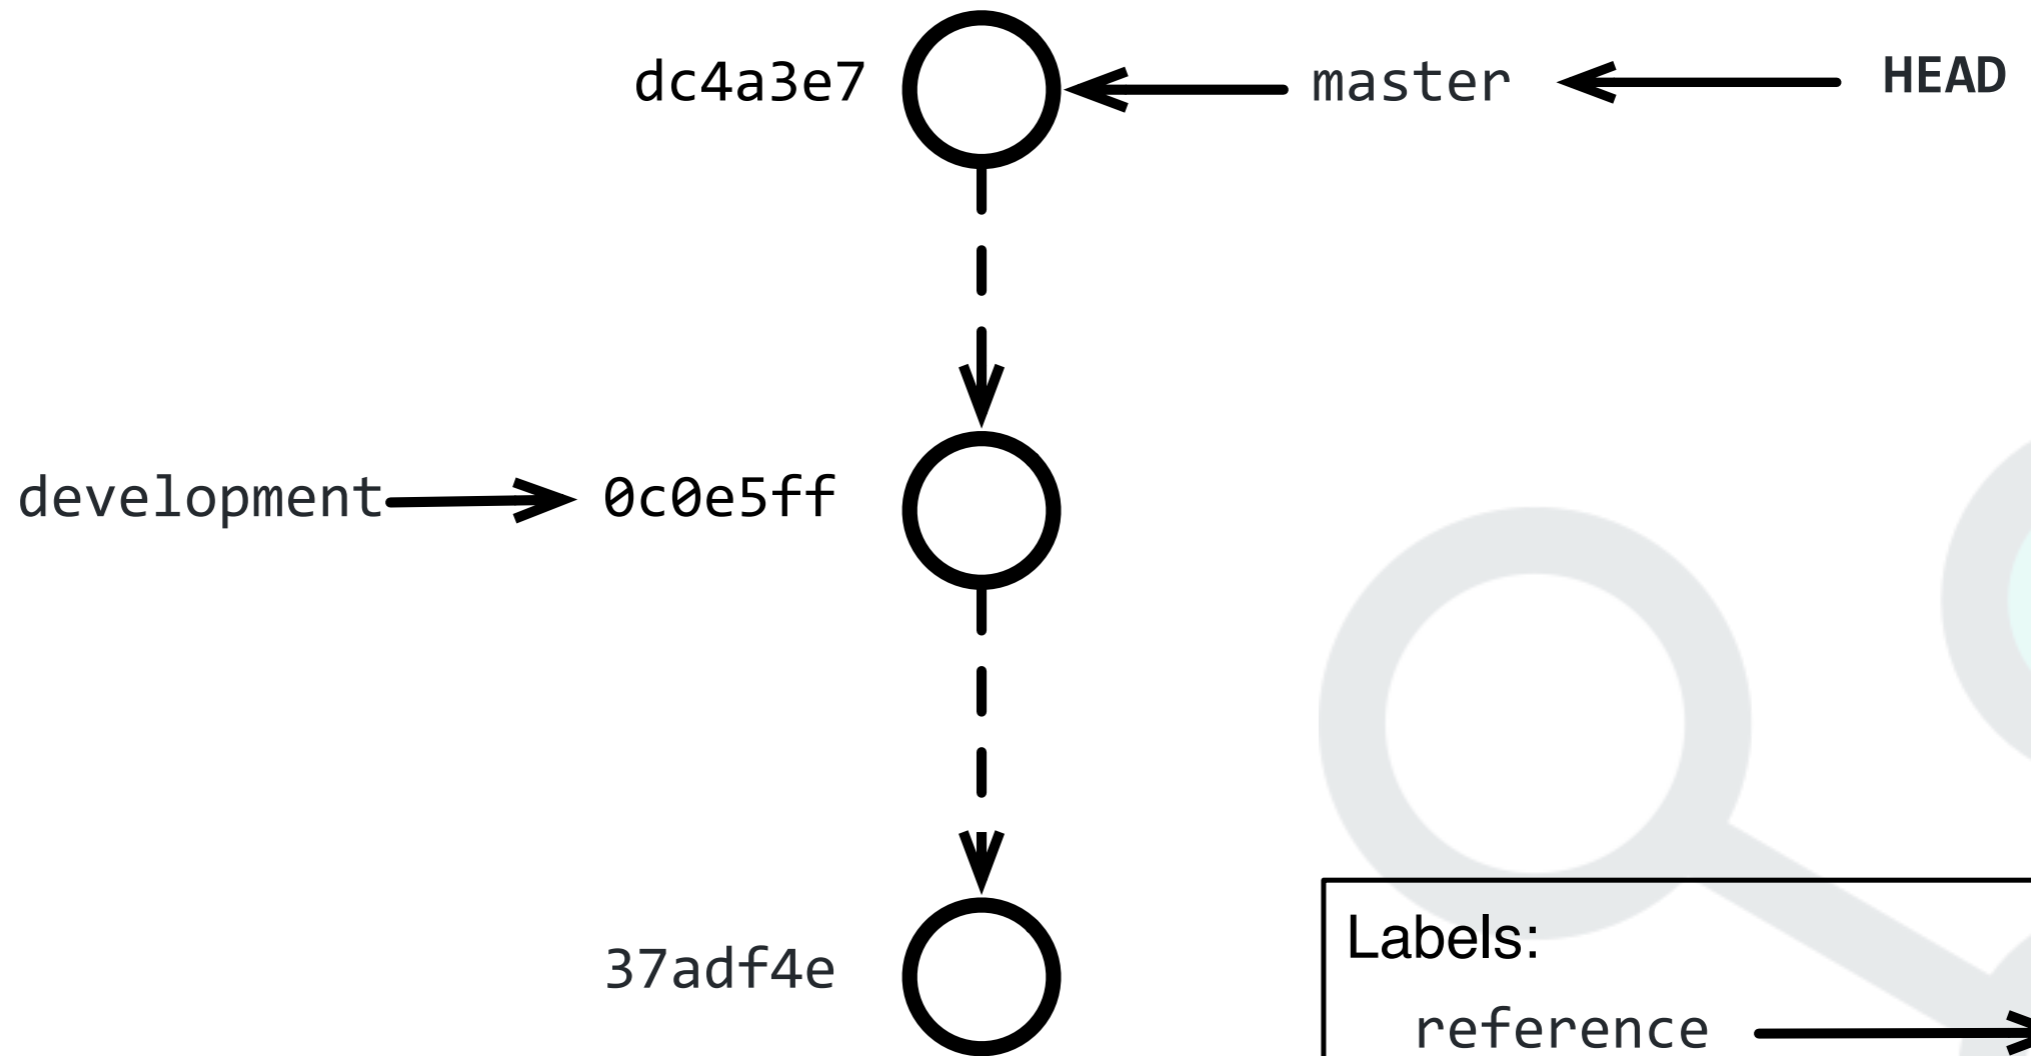 dc4a3e7
master
HEAD
development
0c0e5ff
37adf4e
Labels:
reference